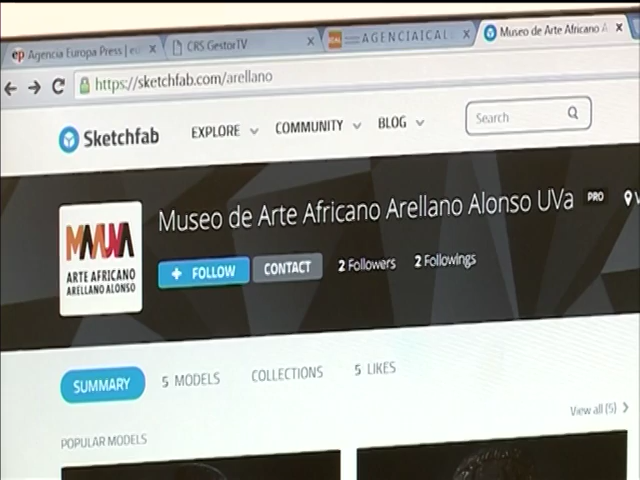 ep Agencia Europa Press | eu × CRS GestorTV × AGENCIAICAL × Museo de Arte Africano A ×
https://sketchfab.com/arellano
Sketchfab EXPLORE COMMUNITY BLOG Search
Museo de Arte Africano Arellano Alonso UVa PRO V
ARTE AFRICANO
ARELLANO ALONSO
+ FOLLOW CONTACT 2 Followers 2 Followings
SUMMARY 5 MODELS COLLECTIONS 5 LIKES
View all (5) >
POPULAR MODELS